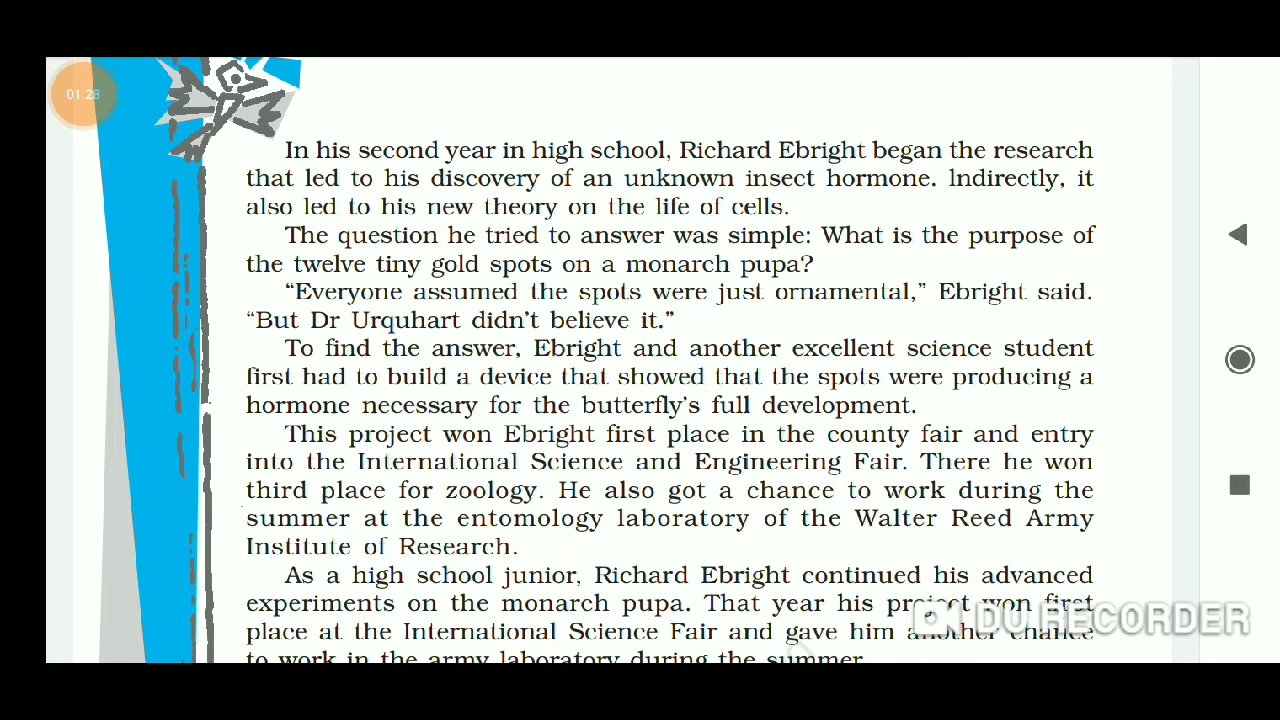 01:28
In his second year in high school, Richard Ebright began the research
that led to his discovery of an unknown insect hormone. Indirectly, it
also led to his new theory on the life of cells.
The question he tried to answer was simple: What is the purpose of
the twelve tiny gold spots on a monarch pupa?
“Everyone assumed the spots were just ornamental,” Ebright said.
“But Dr Urquhart didn’t believe it.”
To find the answer, Ebright and another excellent science student
first had to build a device that showed that the spots were producing a
hormone necessary for the butterfly’s full development.
This project won Ebright first place in the county fair and entry
into the International Science and Engineering Fair. There he won
third place for zoology. He also got a chance to work during the
summer at the entomology laboratory of the Walter Reed Army
Institute of Research.
As a high school junior, Richard Ebright continued his advanced
experiments on the monarch pupa. That year his project won first
place at the International Science Fair and gave him another chance
to work in the army laboratory during the summer.
DU RECORDER